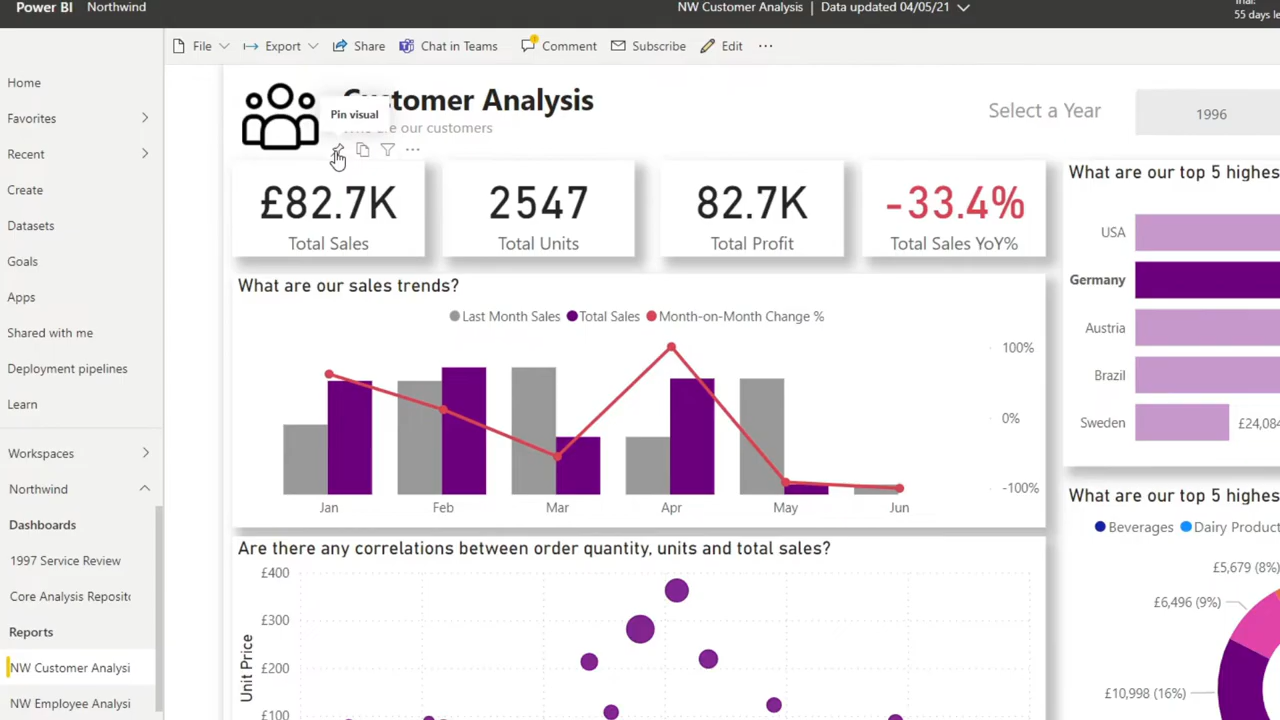 Power BI Northwind
NW Customer Analysis | Data updated 04/05/21
Trial:
55 days le
File Export Share Chat in Teams Comment Subscribe Edit ...
Home
Favorites
Recent
Create
Datasets
Goals
Apps
Shared with me
Deployment pipelines
Learn
Workspaces
Northwind
Dashboards
1997 Service Review
Core Analysis Reposito
Reports
NW Customer Analysi
NW Employee Analysi
Customer Analysis
Pin visual
are our customers
Select a Year
1996
£82.7K
Total Sales
2547
Total Units
82.7K
Total Profit
-33.4%
Total Sales YoY%
What are our sales trends?
Last Month Sales Total Sales Month-on-Month Change %
100%
0%
-100%
Jan Feb Mar Apr May Jun
Are there any correlations between order quantity, units and total sales?
Unit Price
£400
£300
£200
£100
What are our top 5 highes
USA
Germany
Austria
Brazil
Sweden
£24,084
What are our top 5 highes
Beverages Dairy Product
£5,679 (8%)
£6,496 (9%)
£10,998 (16%)